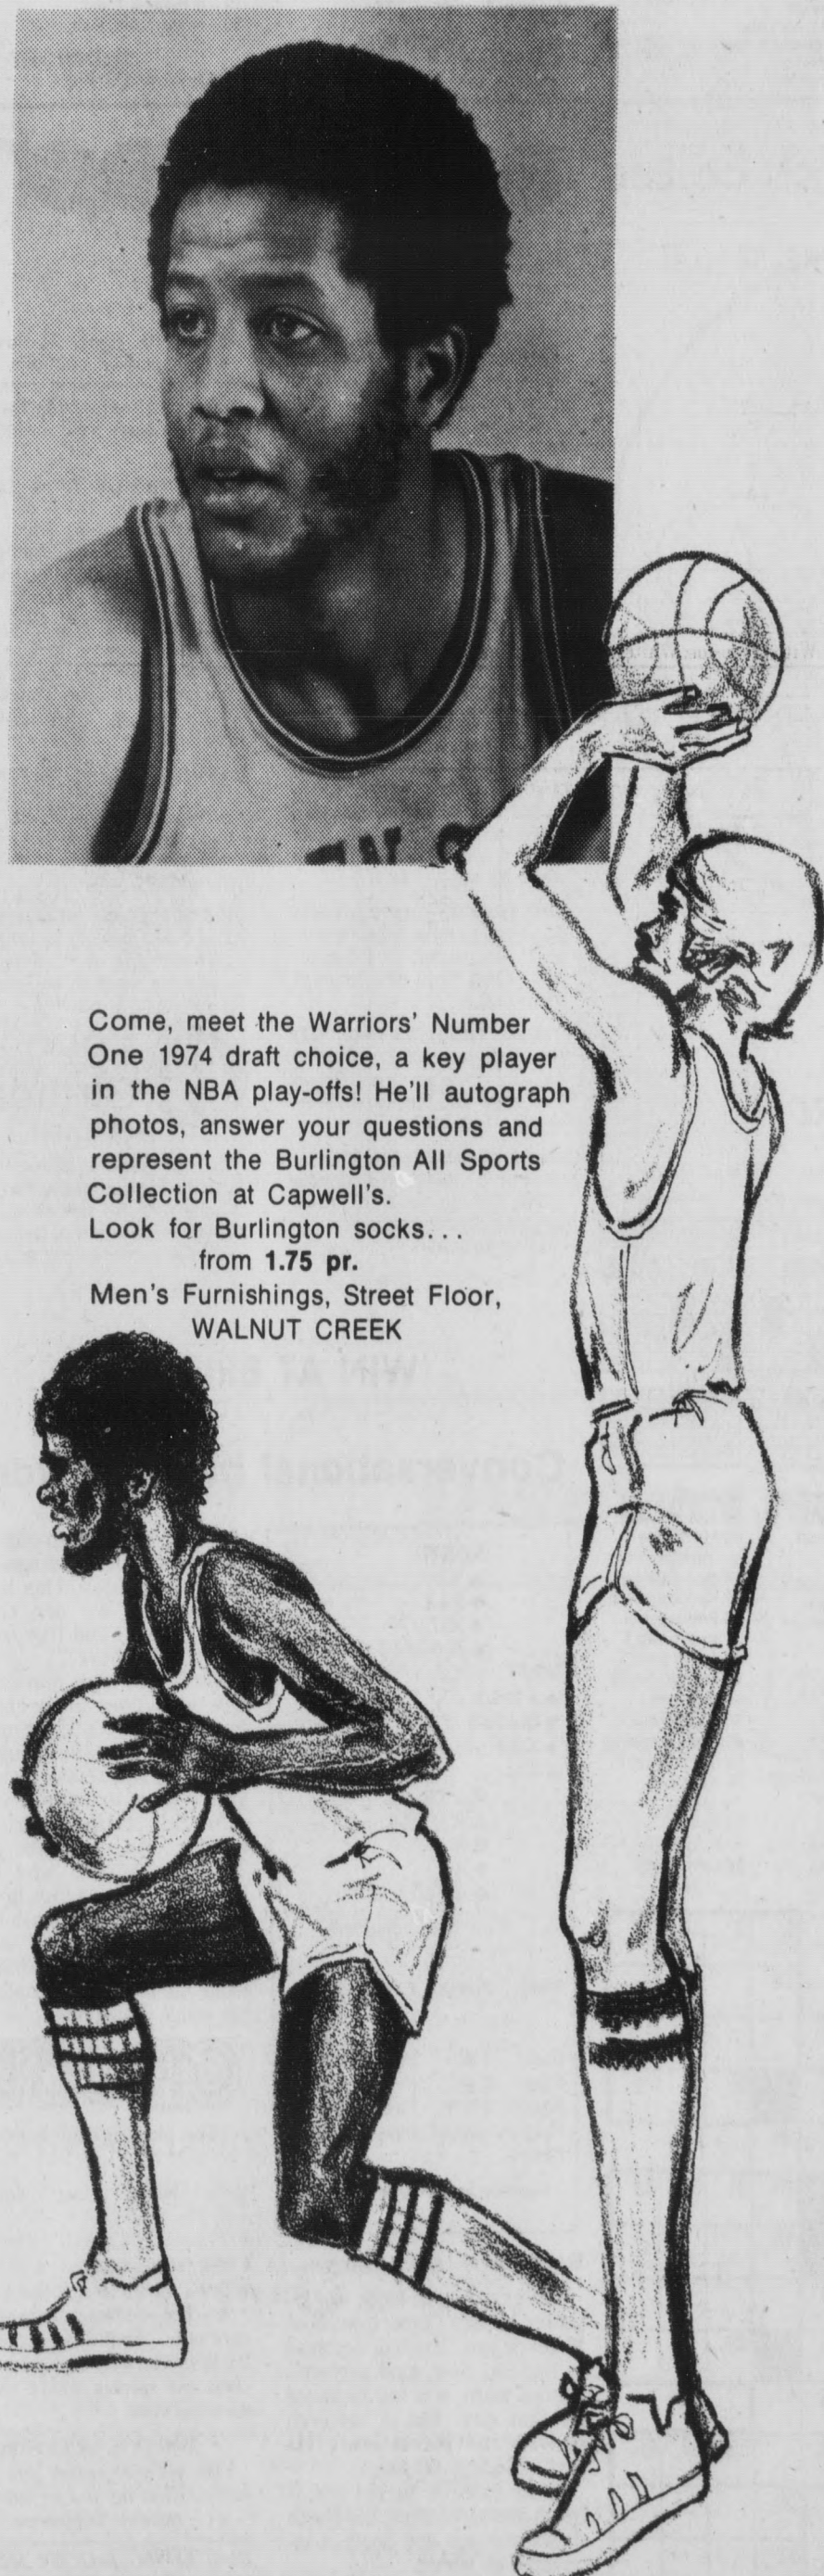 Come, meet the Warriors' Number
One 1974 draft choice, a key player
in the NBA play-offs! He'll autograph
photos, answer your questions and
represent the Burlington All Sports
Collection at Capwell's.
Look for Burlington socks...
from 1.75 pr.
Men's Furnishings, Street Floor,
WALNUT CREEK